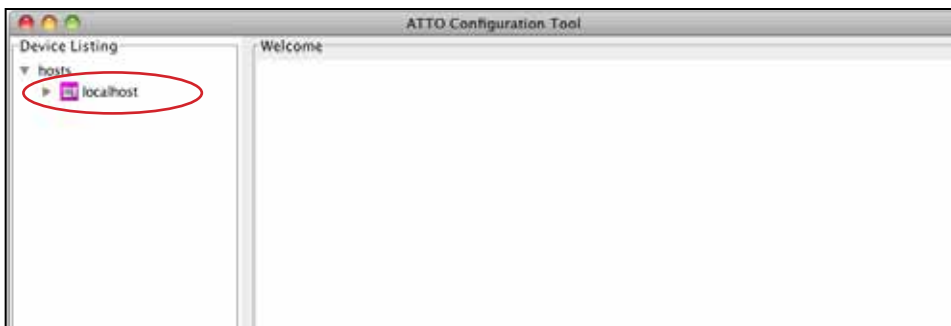 ATTO Configuration Tool
Device Listing
Welcome
hosts
localhost